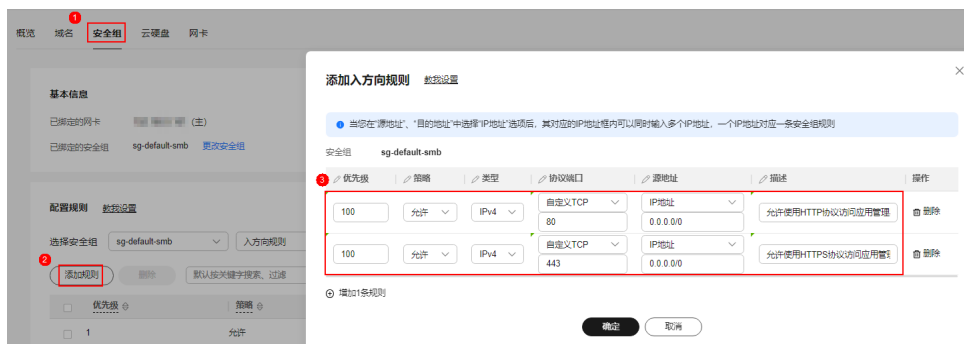 1
概览 域名 安全组 云硬盘 网卡
基本信息
已绑定的网卡 (主)
已绑定的安全组 sg-default-smb 更改安全组
配置规则 教我设置
选择安全组 sg-default-smb 入方向规则
2
添加规则 删除 默认按关键字搜索、过滤
优先级 策略
1 允许
添加入方向规则 教我设置
当您在“源地址”、“目的地址”中选择“IP地址”选项后，其对应的IP地址框内可以同时输入多个IP地址，一个IP地址对应一条安全组规则
安全组 sg-default-smb
3 优先级 策略 类型 协议端口 源地址 描述 操作
100 允许 IPv4 自定义TCP IP地址 允许使用HTTP协议访问应用管理 删除
80 0.0.0.0/0
100 允许 IPv4 自定义TCP IP地址 允许使用HTTPS协议访问应用管 删除
443 0.0.0.0/0
增加1条规则
确定 取消